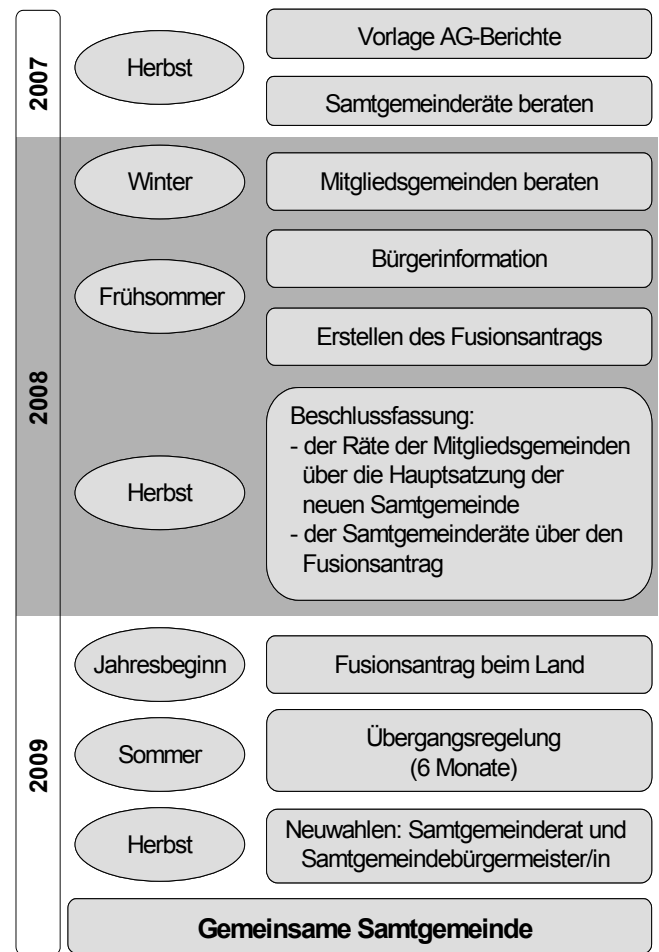 2007
Herbst
Vorlage AG-Berichte
Samtgemeinderäte beraten
2008
Winter
Mitgliedsgemeinden beraten
Frühsommer
Bürgerinformation
Erstellen des Fusionsantrags
Herbst
Beschlussfassung:
- der Räte der Mitgliedsgemeinden
über die Hauptsatzung der
neuen Samtgemeinde
- der Samtgemeinderäte über den
Fusionsantrag
2009
Jahresbeginn
Fusionsantrag beim Land
Sommer
Übergangsregelung
(6 Monate)
Herbst
Neuwahlen: Samtgemeinderat und
Samtgemeindebürgermeister/in
Gemeinsame Samtgemeinde